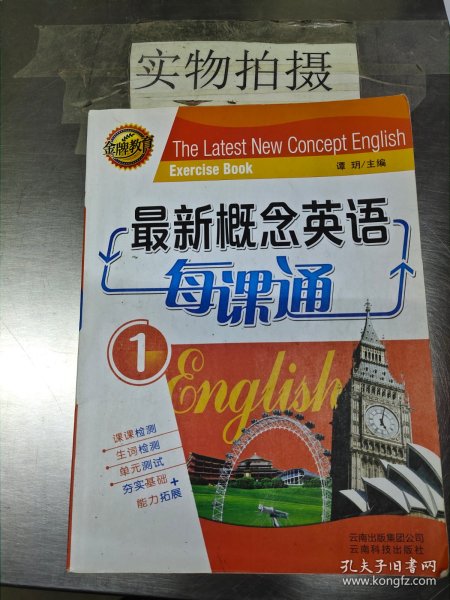 实物拍摄
金牌教育
The Latest New Concept English
Exercise Book
谭 玥/主编
最新概念英语
每课通
1
English
课课检测
生词检测
单元测试
夯实基础+
能力拓展
云南出版集团公司
云南科技出版社
孔夫子旧书网
www.kongfz.com